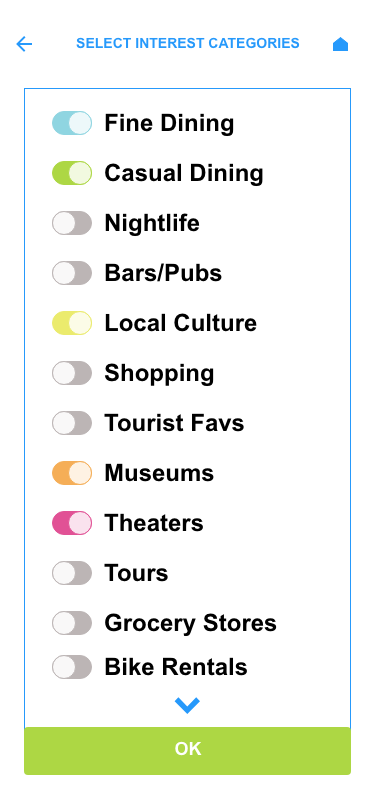 SELECT INTEREST CATEGORIES
Fine Dining
Casual Dining
Nightlife
Bars/Pubs
Local Culture
Shopping
Tourist Favs
Museums
Theaters
Tours
Grocery Stores
Bike Rentals
OK